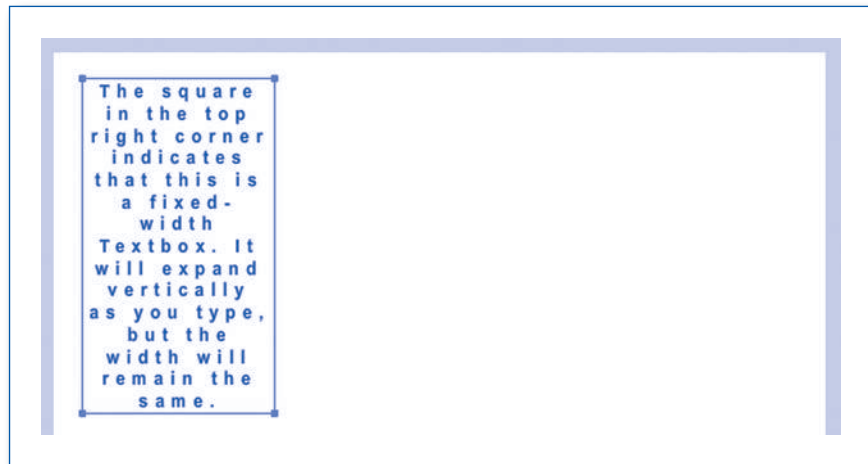 The square
in the top
right corner
indicates
that this is
a fixed-
width
Textbox. It
will expand
vertically
as you type,
but the
width will
remain the
same.